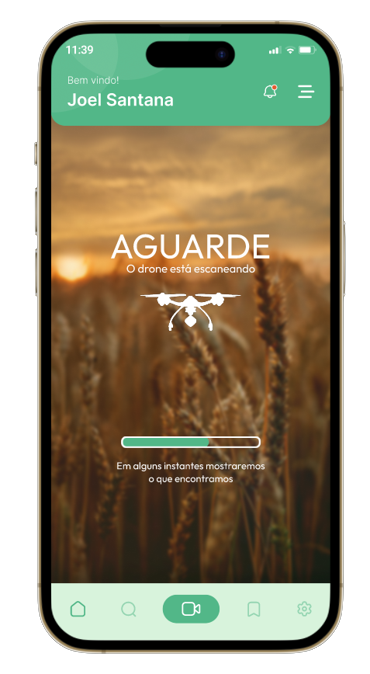 11:39
Bem vindo!
Joel Santana
AGUARDE
O drone está escaneando
Em alguns instantes mostraremos
o que encontramos